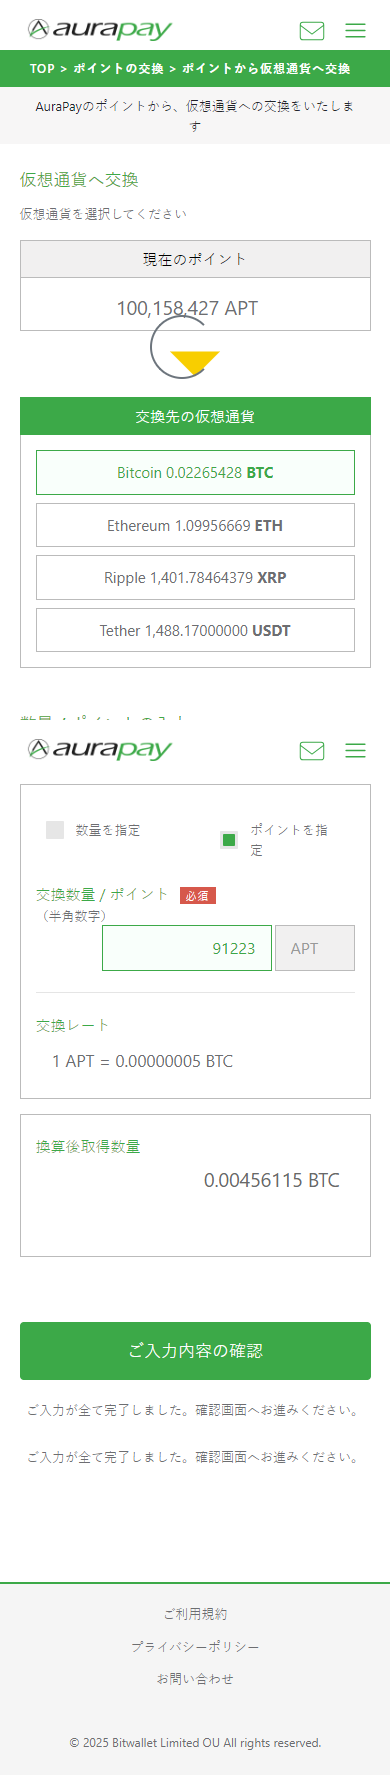 aurapay
TOP > ポイントの交換 > ポイントから仮想通貨へ交換
AuraPayのポイントから、仮想通貨への交換をいたしま
す
仮想通貨へ交換
仮想通貨を選択してください
現在のポイント
100,158,427 APT
交換先の仮想通貨
Bitcoin 0.02265428 BTC
Ethereum 1.09956669 ETH
Ripple 1,401.78464379 XRP
Tether 1,488.17000000 USDT
数量 / ポイントの入力
aurapay
数量を指定
ポイントを指
定
交換数量 / ポイント 必須
（半角数字）
91223 APT
交換レート
1 APT = 0.00000005 BTC
換算後取得数量
0.00456115 BTC
ご入力内容の確認
ご入力が全て完了しました。確認画面へお進みください。
ご入力が全て完了しました。確認画面へお進みください。
ご利用規約
プライバシーポリシー
お問い合わせ
© 2025 Bitwallet Limited OU All rights reserved.